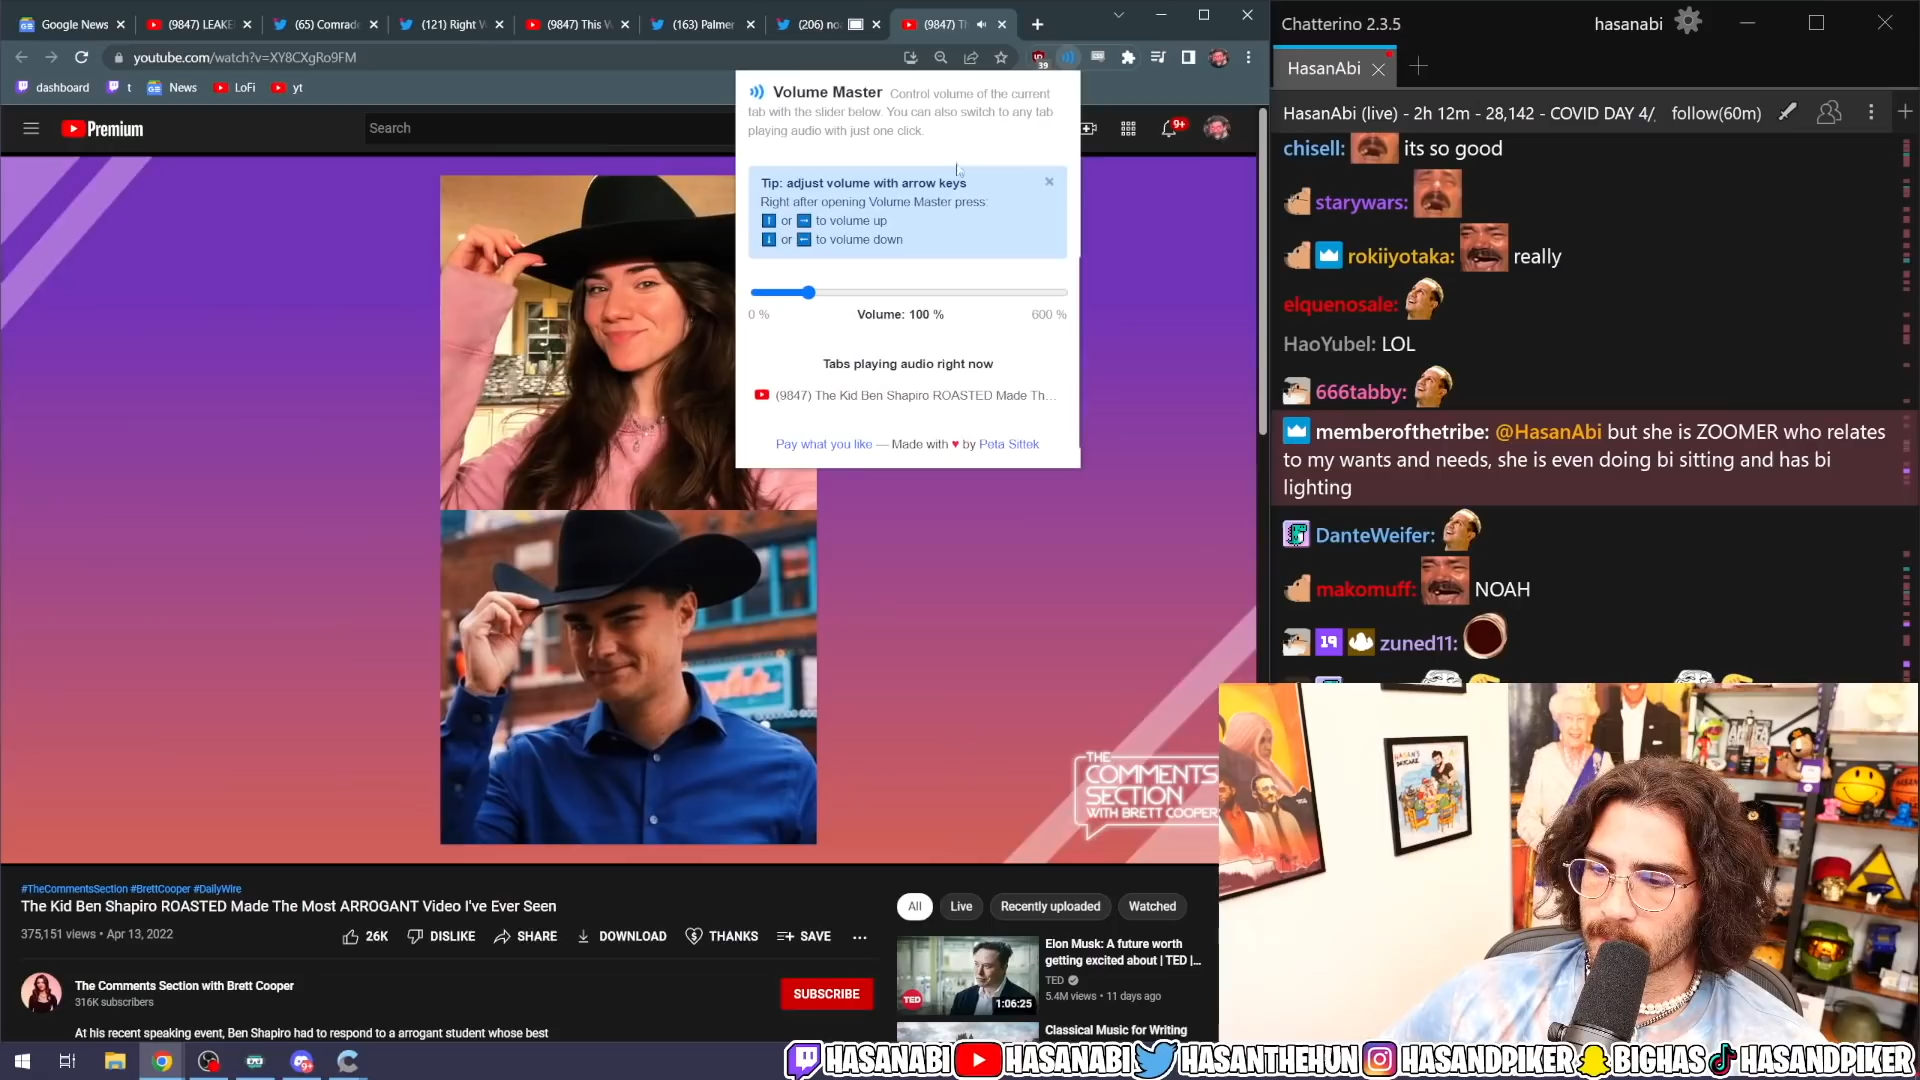 Google News
(9847) LEAKE
(65) Comrade
(121) Right W
(9847) This W
(163) Palmer
(206) no
(9847) Th
youtube.com/watch?v=XY8CXgRo9FM
39
dashboard
t
News
LoFi
yt
Premium
Search
9+
Volume Master Control volume of the current
tab with the slider below. You can also switch to any tab
playing audio with just one click.
Tip: adjust volume with arrow keys
Right after opening Volume Master press:
↑ or → to volume up
↓ or ← to volume down
0 %
Volume: 100 %
600 %
Tabs playing audio right now
(9847) The Kid Ben Shapiro ROASTED Made Th...
Pay what you like — Made with ♥ by Peta Sittek
THE
COMMENTS
SECTION
WITH BRETT COOPER
#TheCommentsSection #BrettCooper #DailyWire
The Kid Ben Shapiro ROASTED Made The Most ARROGANT Video I've Ever Seen
375,151 views • Apr 13, 2022
26K
DISLIKE
SHARE
DOWNLOAD
THANKS
SAVE
...
The Comments Section with Brett Cooper
316K subscribers
SUBSCRIBE
At his recent speaking event, Ben Shapiro had to respond to a arrogant student whose best
All
Live
Recently uploaded
Watched
Elon Musk: A future worth
getting excited about | TED |...
TED
5.4M views • 11 days ago
TED
1:06:25
Classical Music for Writing
Chatterino 2.3.5
hasanabi
HasanAbi
HasanAbi (live) - 2h 12m - 28,142 - COVID DAY 4/
follow(60m)
chisell: its so good
starywars:
rokiiyotaka: really
elquenosale:
HaoYubel: LOL
666tabby:
memberofthetribe: @HasanAbi but she is ZOOMER who relates
to my wants and needs, she is even doing bi sitting and has bi
lighting
DanteWeifer:
makomuff: NOAH
19 zuned11:
HASANABI HASANABI HASANTHEHUN HASANDPIKER BIGHAS HASANDPIKER